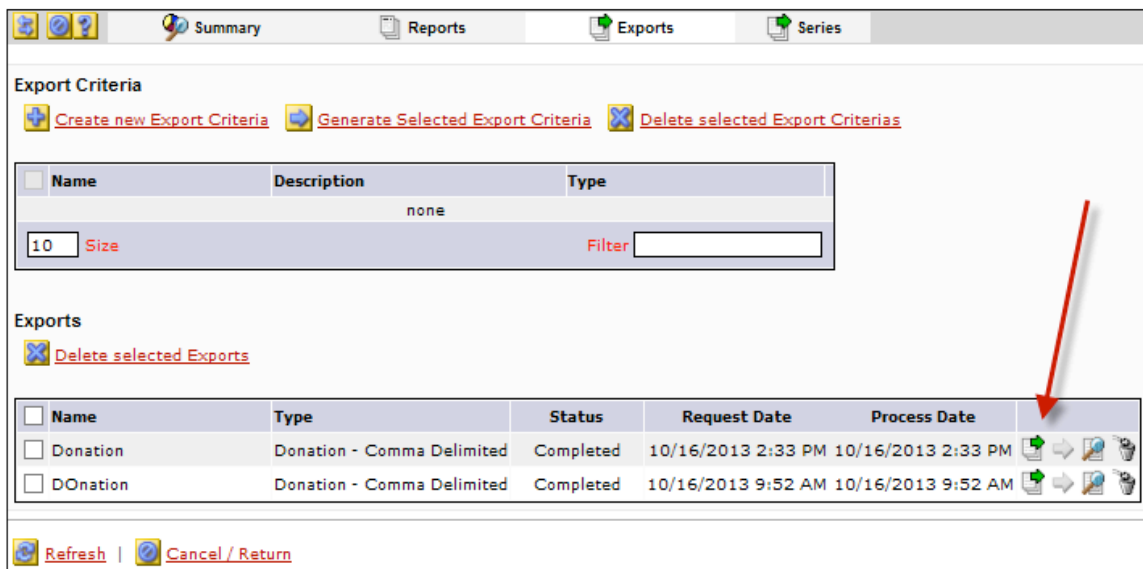 Summary Reports Exports Series
Export Criteria
Create new Export Criteria Generate Selected Export Criteria Delete selected Export Criterias
Name Description Type
none
10 Size Filter
Exports
Delete selected Exports
Name Type Status Request Date Process Date
Donation Donation - Comma Delimited Completed 10/16/2013 2:33 PM 10/16/2013 2:33 PM
DOnation Donation - Comma Delimited Completed 10/16/2013 9:52 AM 10/16/2013 9:52 AM
Refresh | Cancel / Return